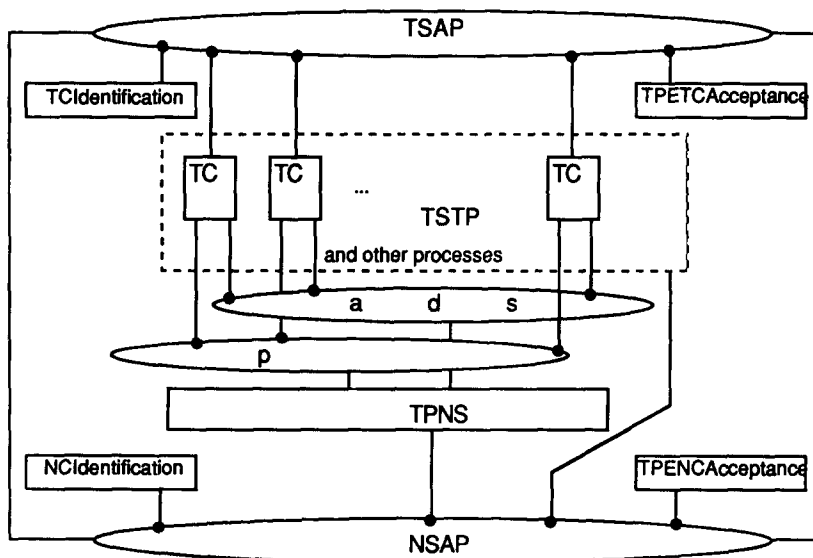 TSAP
TCIdentification
TPETCAcceptance
TC
TC
...
TC
TSTP
and other processes
a d s
p
TPNS
NCIdentification
TPENCAcceptance
NSAP